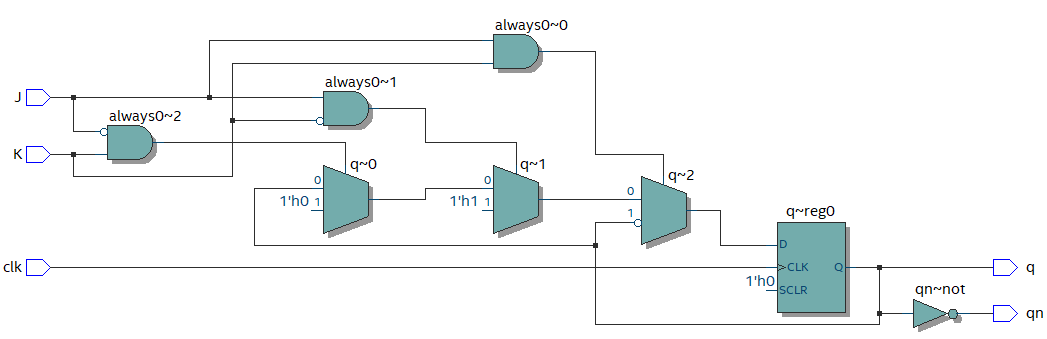 always0~0
always0~1
J
always0~2
K
q~0
q~1
q~2
0
1'h0
1
0
1'h1
1
0
1
q~reg0
D
clk
CLK
Q
q
1'h0
SCLR
qn~not
qn